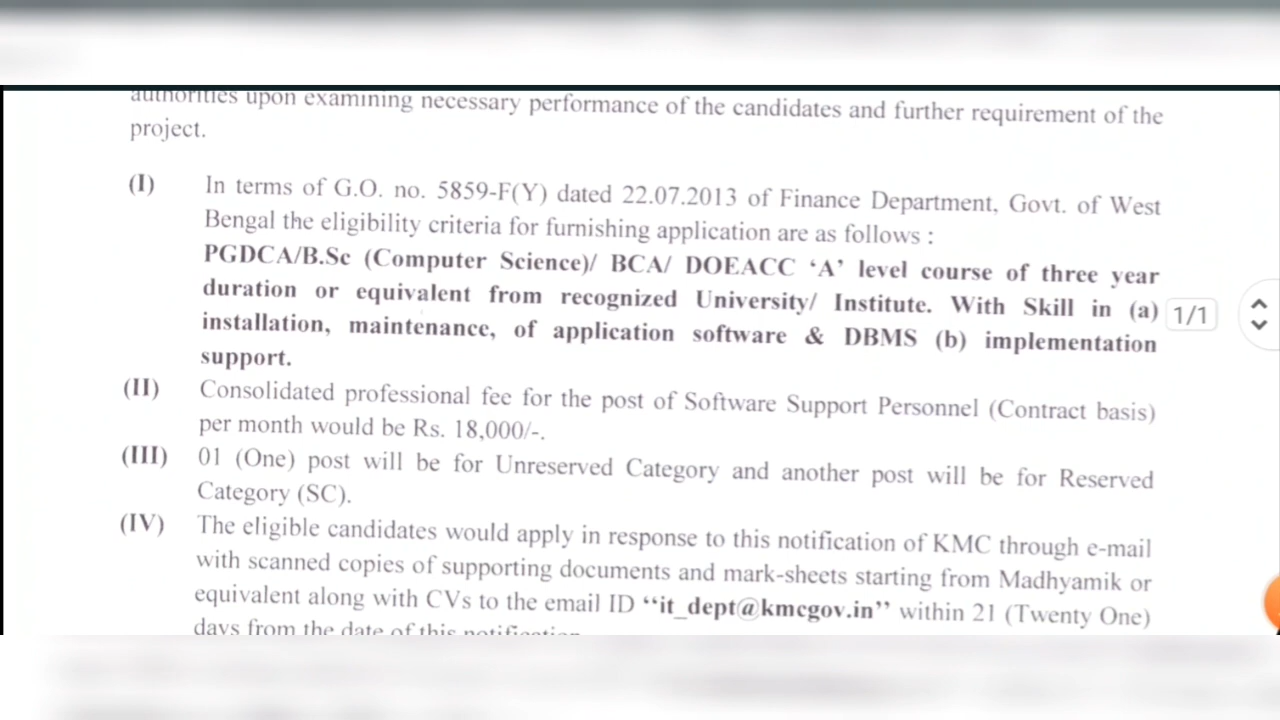 authorities upon examining necessary performance of the candidates and further requirement of the
project.
(I) In terms of G.O. no. 5859-F(Y) dated 22.07.2013 of Finance Department, Govt. of West
Bengal the eligibility criteria for furnishing application are as follows :
PGDCA/B.Sc (Computer Science)/ BCA/ DOEACC ‘A’ level course of three year
duration or equivalent from recognized University/ Institute. With Skill in (a)
installation, maintenance, of application software & DBMS (b) implementation
support.
(II) Consolidated professional fee for the post of Software Support Personnel (Contract basis)
per month would be Rs. 18,000/-.
(III) 01 (One) post will be for Unreserved Category and another post will be for Reserved
Category (SC).
(IV) The eligible candidates would apply in response to this notification of KMC through e-mail
with scanned copies of supporting documents and mark-sheets starting from Madhyamik or
equivalent along with CVs to the email ID “it_dept@kmcgov.in” within 21 (Twenty One)
days from the date of this notification
1/1